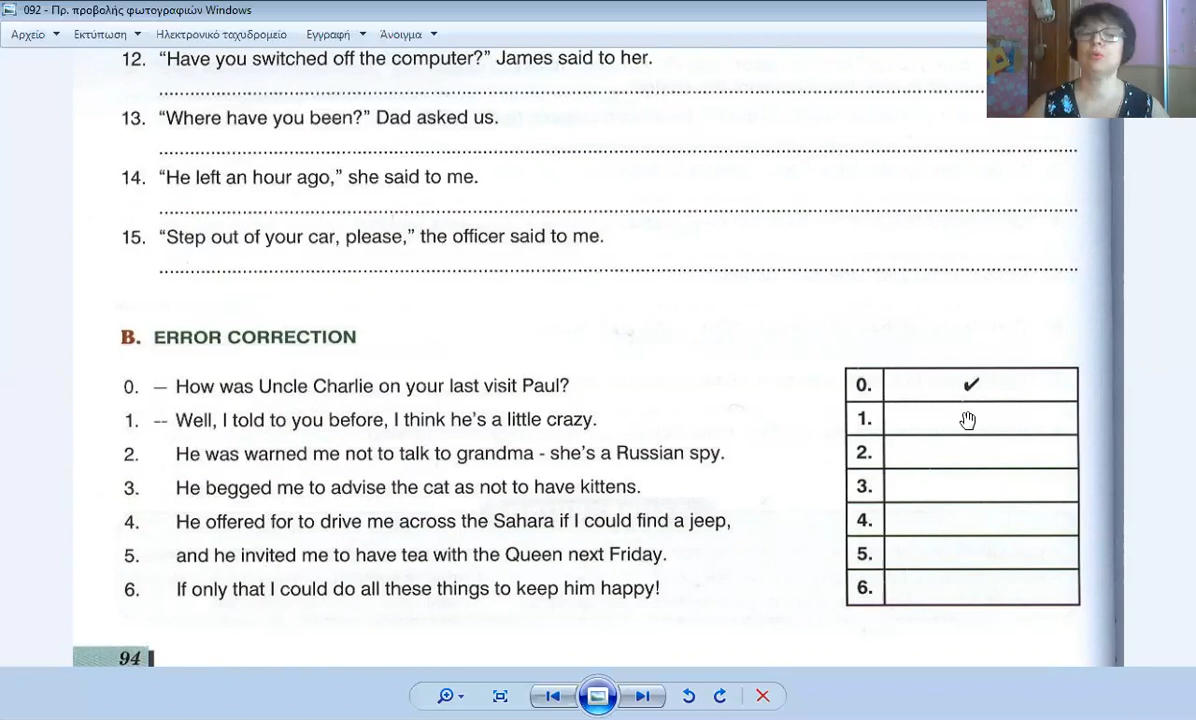 092 - Πρ. προβολής φωτογραφιών Windows
Αρχείο Εκτύπωση Ηλεκτρονικό ταχυδρομείο Εγγραφή Άνοιγμα
12. “Have you switched off the computer?” James said to her.
13. “Where have you been?” Dad asked us.
14. “He left an hour ago,” she said to me.
15. “Step out of your car, please,” the officer said to me.
B. ERROR CORRECTION
0. — How was Uncle Charlie on your last visit Paul?
1. -- Well, I told to you before, I think he’s a little crazy.
2. He was warned me not to talk to grandma - she’s a Russian spy.
3. He begged me to advise the cat as not to have kittens.
4. He offered for to drive me across the Sahara if I could find a jeep,
5. and he invited me to have tea with the Queen next Friday.
6. If only that I could do all these things to keep him happy!
0. ✔
1.
2.
3.
4.
5.
6.
94